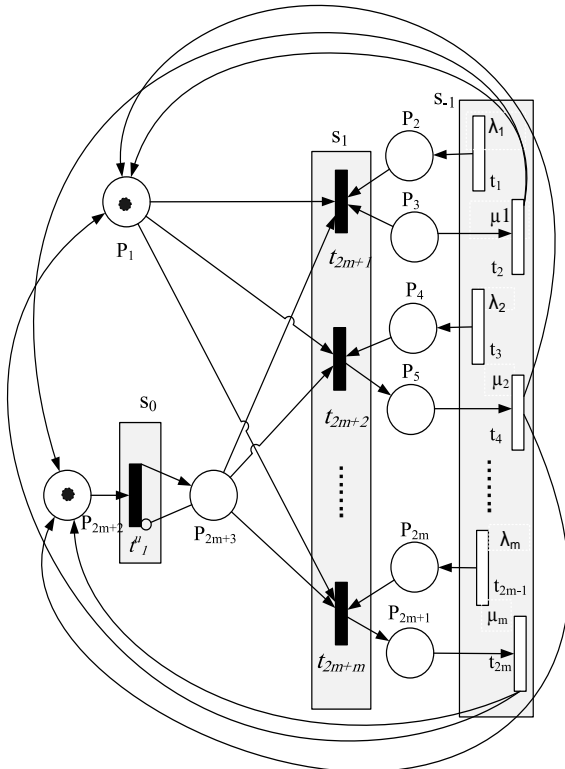 S-1
P2
λ1
S1
t1
P3
μ1
P1
t2m+1
t2
P4
λ2
t3
P5
μ2
S0
t2m+2
t4
P2m+2
t1^μ
P2m+3
P2m
λm
t2m-1
P2m+1
μm
t2m+m
t2m